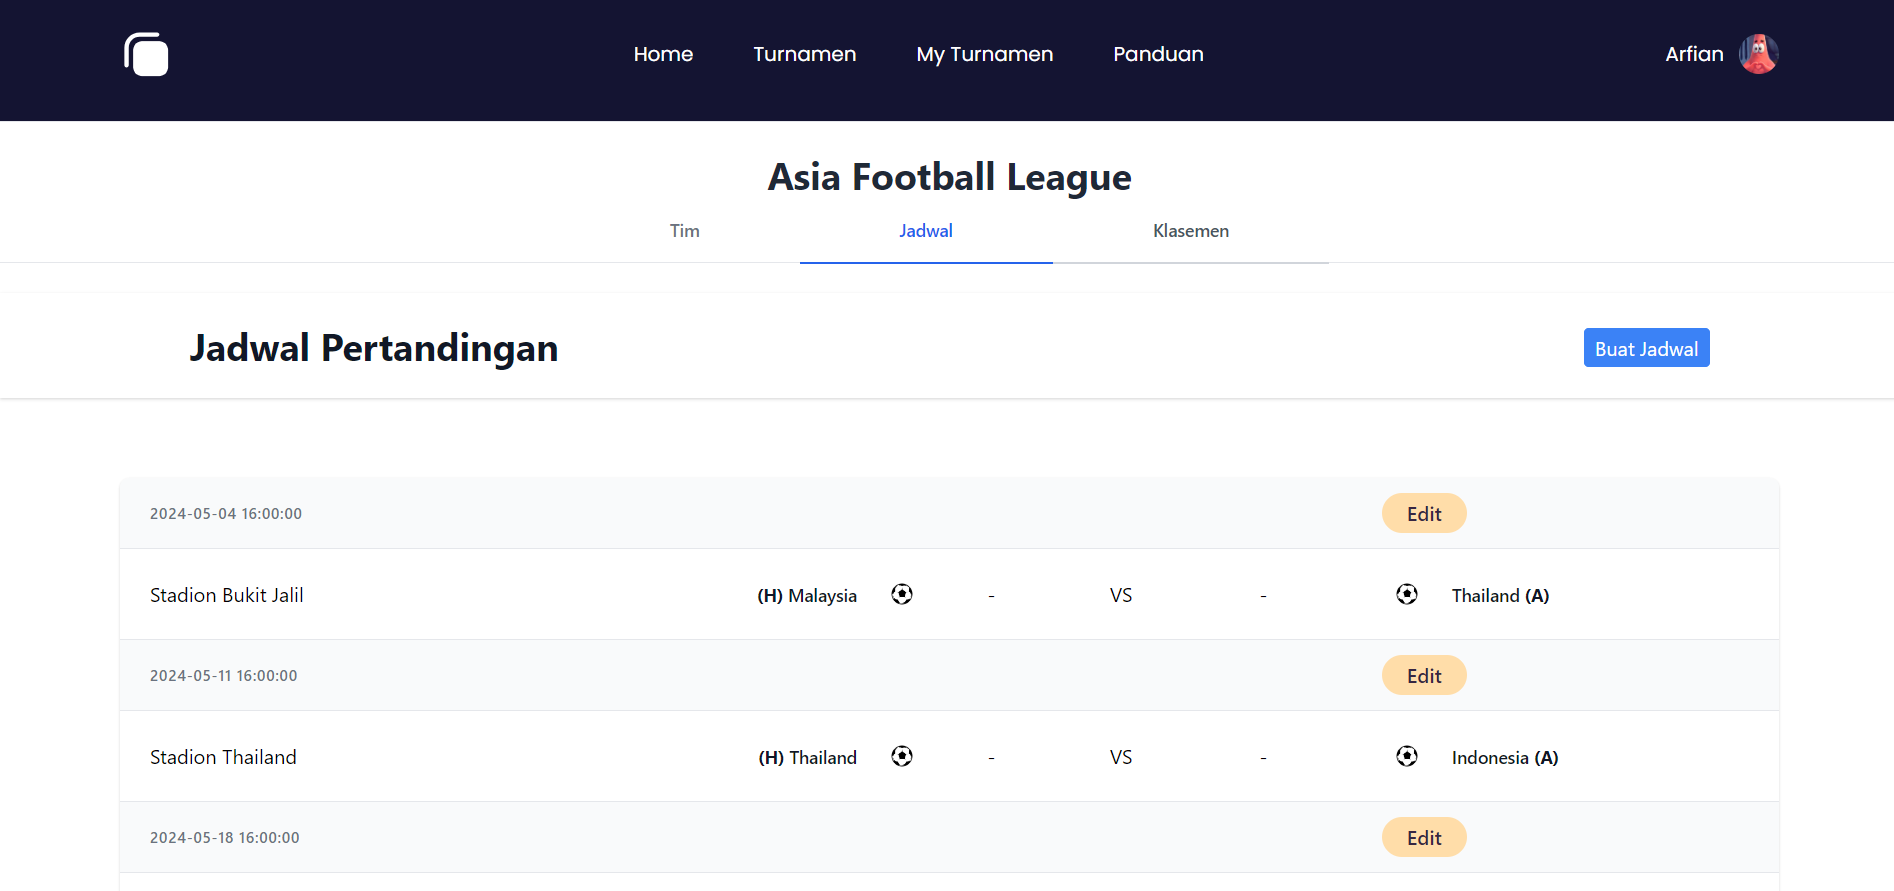 Home Turnamen My Turnamen Panduan Arfian
Asia Football League
Tim Jadwal Klasemen
Jadwal Pertandingan Buat Jadwal
2024-05-04 16:00:00 Edit
Stadion Bukit Jalil (H) Malaysia - VS - Thailand (A)
2024-05-11 16:00:00 Edit
Stadion Thailand (H) Thailand - VS - Indonesia (A)
2024-05-18 16:00:00 Edit